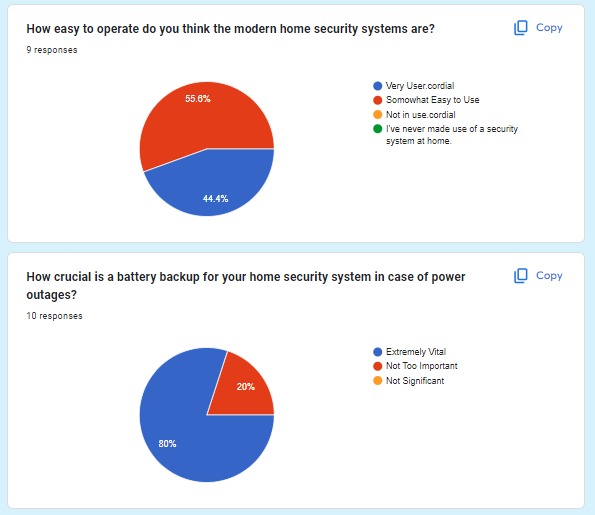 How easy to operate do you think the modern home security systems are?
Copy
9 responses
55.6%
44.4%
Very User.cordial
Somowhat Easy to Use
Not in use.cordial
I've never made use of a security
system at home.
How crucial is a battery backup for your home security system in case of power
outages?
Copy
10 responses
20%
80%
Extremely Vital
Not Too Important
Not Significant